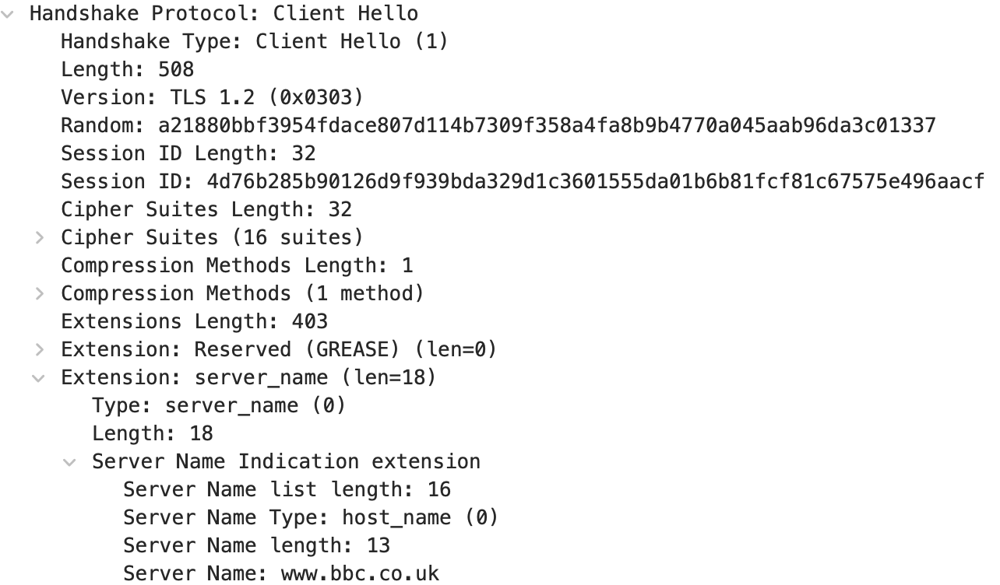 Handshake Protocol: Client Hello
Handshake Type: Client Hello (1)
Length: 508
Version: TLS 1.2 (0x0303)
Random: a21880bbf3954fdace807d114b7309f358a4fa8b9b4770a045aab96da3c01337
Session ID Length: 32
Session ID: 4d76b285b90126d9f939bda329d1c3601555da01b6b81fcf81c67575e496aacf
Cipher Suites Length: 32
Cipher Suites (16 suites)
Compression Methods Length: 1
Compression Methods (1 method)
Extensions Length: 403
Extension: Reserved (GREASE) (len=0)
Extension: server_name (len=18)
Type: server_name (0)
Length: 18
Server Name Indication extension
Server Name list length: 16
Server Name Type: host_name (0)
Server Name length: 13
Server Name: www.bbc.co.uk